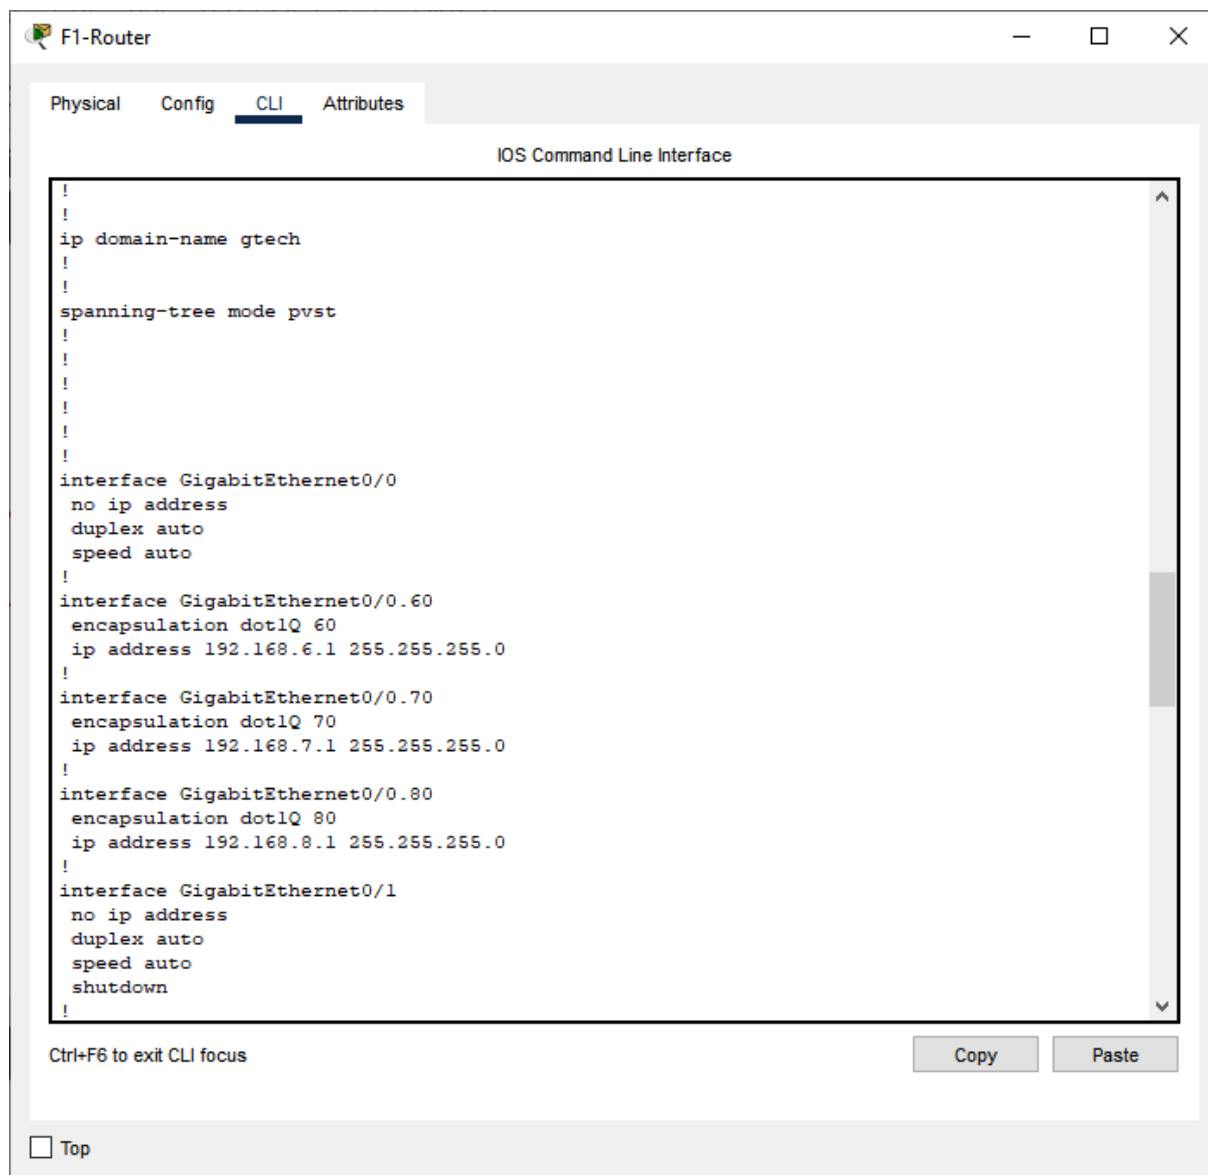 F1-Router
Physical Config CLI Attributes
IOS Command Line Interface
!
!
ip domain-name gtech
!
!
spanning-tree mode pvst
!
!
!
!
!
!
interface GigabitEthernet0/0
no ip address
duplex auto
speed auto
!
interface GigabitEthernet0/0.60
encapsulation dot1Q 60
ip address 192.168.6.1 255.255.255.0
!
interface GigabitEthernet0/0.70
encapsulation dot1Q 70
ip address 192.168.7.1 255.255.255.0
!
interface GigabitEthernet0/0.80
encapsulation dot1Q 80
ip address 192.168.8.1 255.255.255.0
!
interface GigabitEthernet0/1
no ip address
duplex auto
speed auto
shutdown
!
Ctrl+F6 to exit CLI focus
Copy Paste
Top